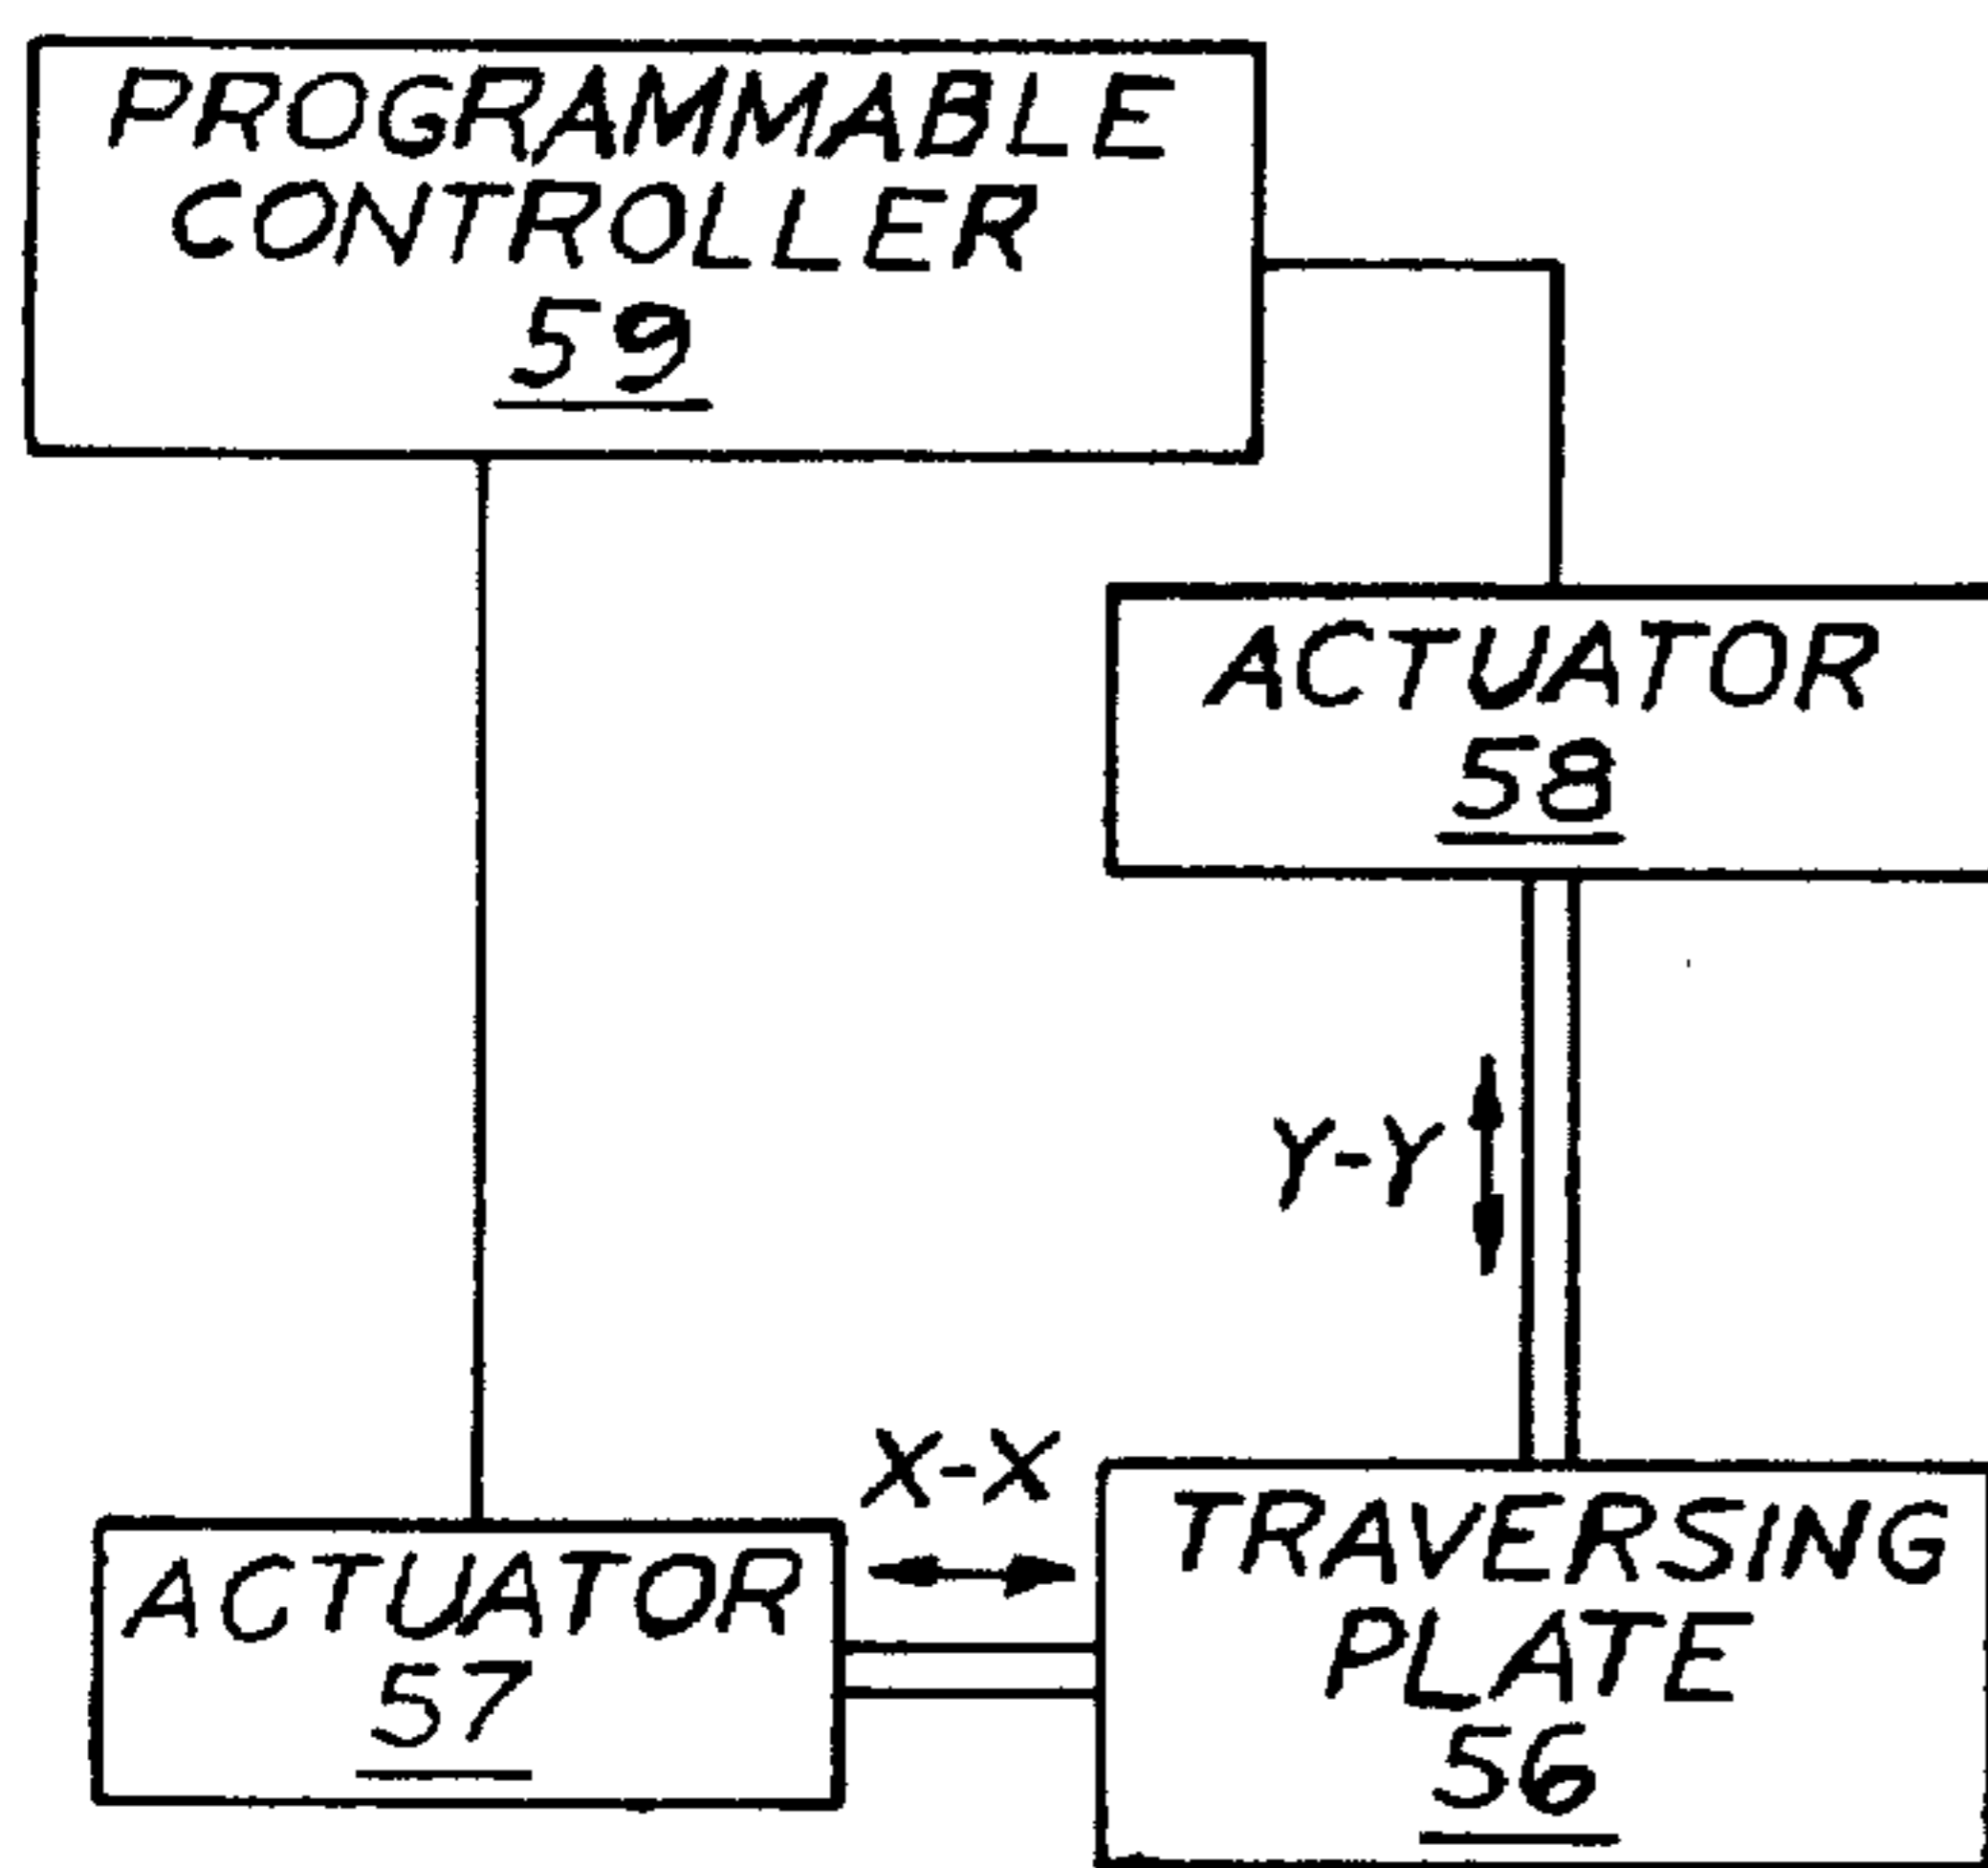 PROGRAMMABLE
CONTROLLER
59
ACTUATOR
58
Y-Y
X-X
ACTUATOR
57
TRAVERSING
PLATE
56